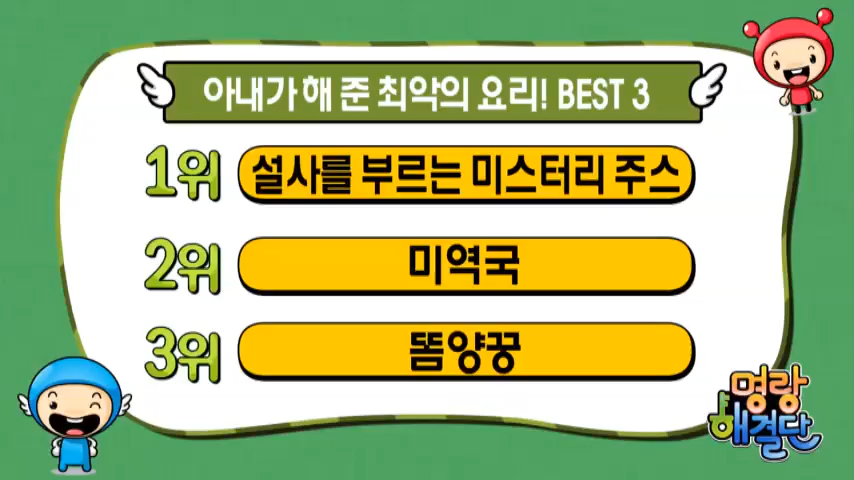 아내가 해 준 최악의 요리! BEST 3
1위 설사를 부르는 미스터리 주스
2위 미역국
3위 똠양꿍
명랑
해결단